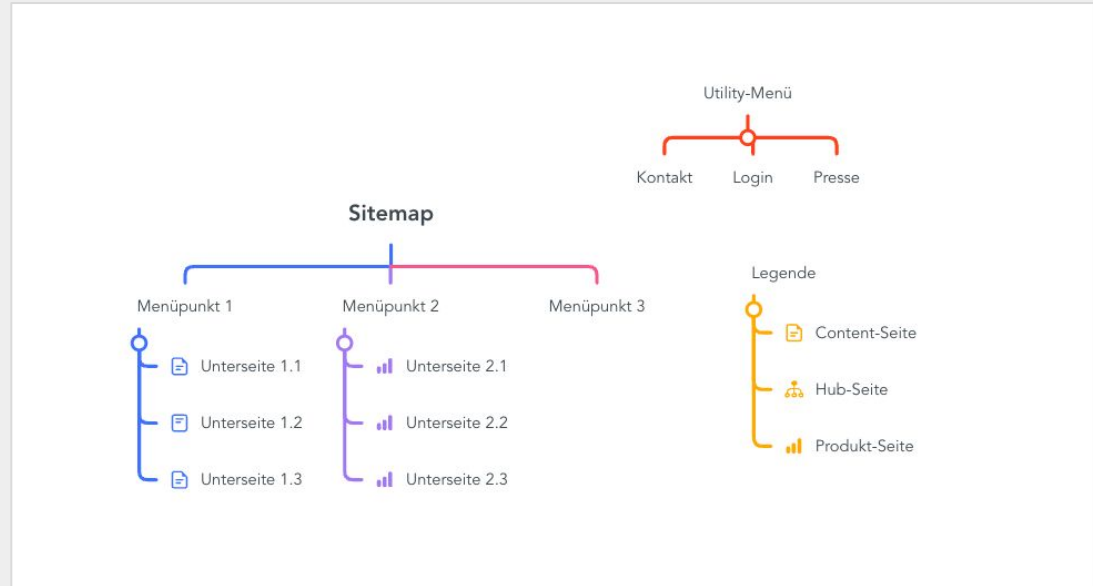 Utility-Menü
Kontakt Login Presse
Sitemap
Menüpunkt 1 Menüpunkt 2 Menüpunkt 3
Unterseite 1.1
Unterseite 1.2
Unterseite 1.3
Unterseite 2.1
Unterseite 2.2
Unterseite 2.3
Legende
Content-Seite
Hub-Seite
Produkt-Seite